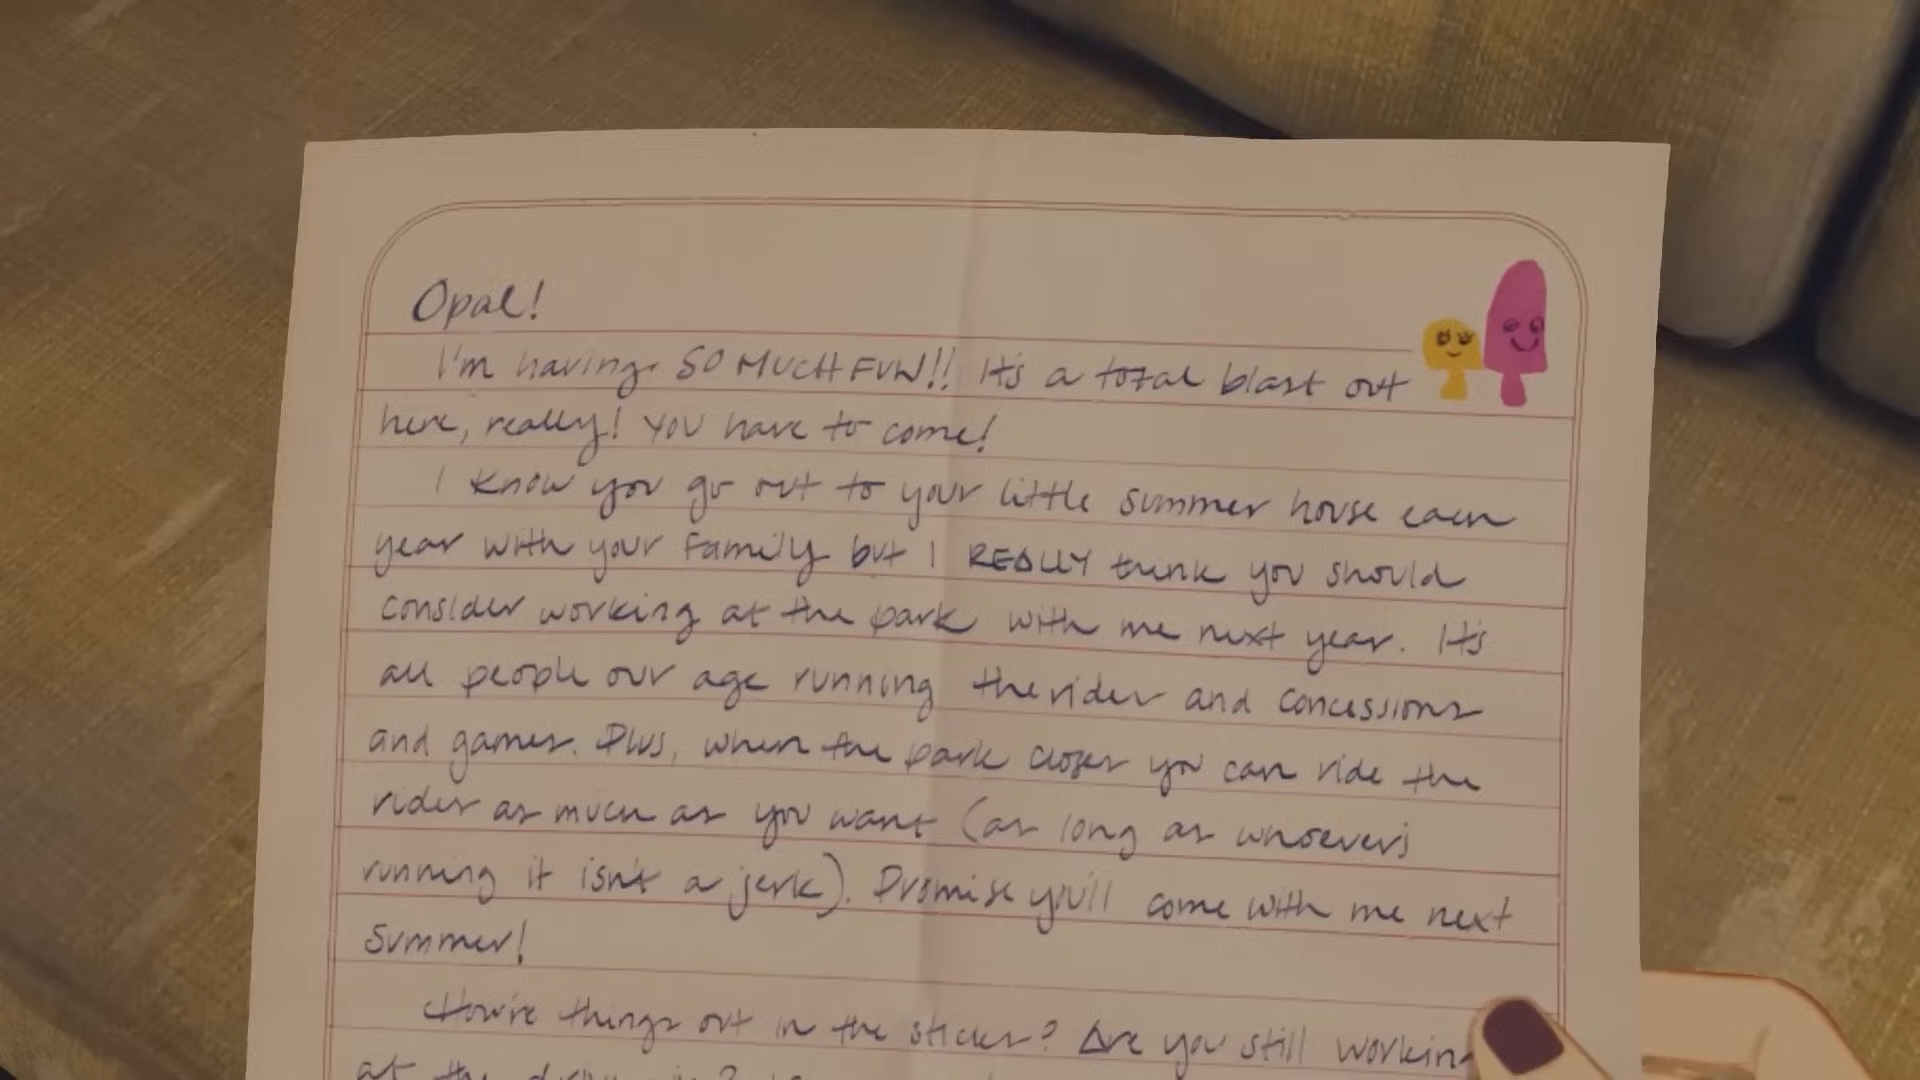 Opal!
I'm having SO MUCH FUN!! It's a total blast out
here, really! You have to come!
I know you go out to your little summer house each
year with your family but I REALLY think you should
consider working at the park with me next year. It's
all people our age running the rides and concessions
and games. Plus, when the park closes you can ride the
rides as much as you want (as long as whoever's
running it isn't a jerk). Promise you'll come with me next
summer!
How're things out in the sticks? Are you still working
at the